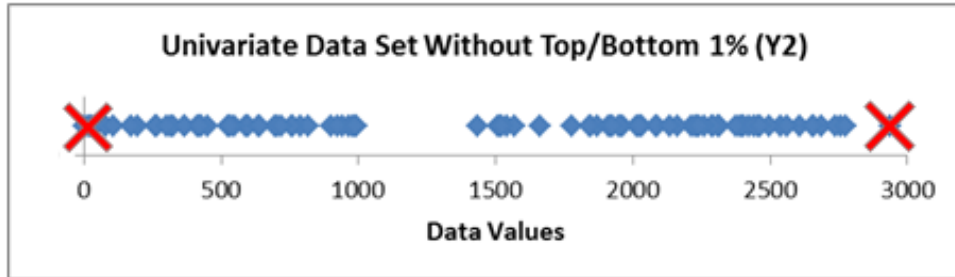 Univariate Data Set Without Top/Bottom 1% (Y2)
0 500 1000 1500 2000 2500 3000
Data Values